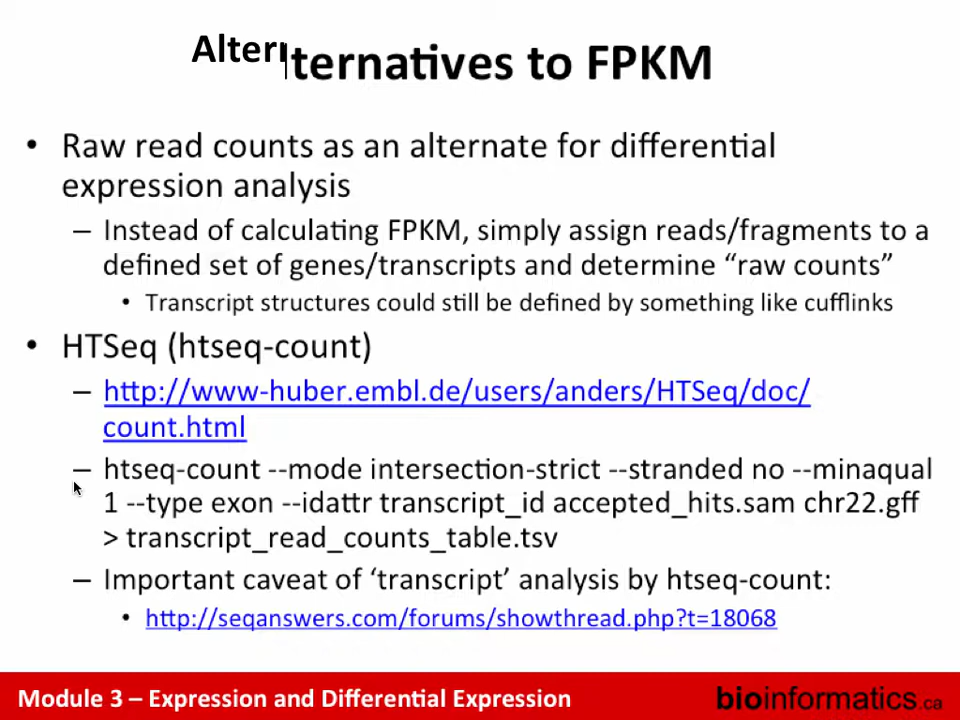 Alternatives to FPKM
• Raw read counts as an alternate for differential
expression analysis
– Instead of calculating FPKM, simply assign reads/fragments to a
defined set of genes/transcripts and determine “raw counts”
• Transcript structures could still be defined by something like cufflinks
• HTSeq (htseq-count)
– http://www-huber.embl.de/users/anders/HTSeq/doc/
count.html
– htseq-count --mode intersection-strict --stranded no --minaqual
1 --type exon --idattr transcript_id accepted_hits.sam chr22.gff
> transcript_read_counts_table.tsv
– Important caveat of ‘transcript’ analysis by htseq-count:
• http://seqanswers.com/forums/showthread.php?t=18068
Module 3 – Expression and Differential Expression
bioinformatics.ca